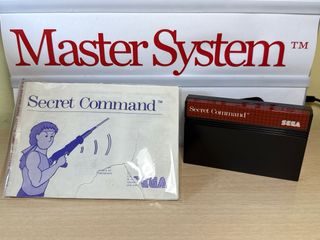 Master System™
Secret Command™
SEGA
Secret Command™
SEGA